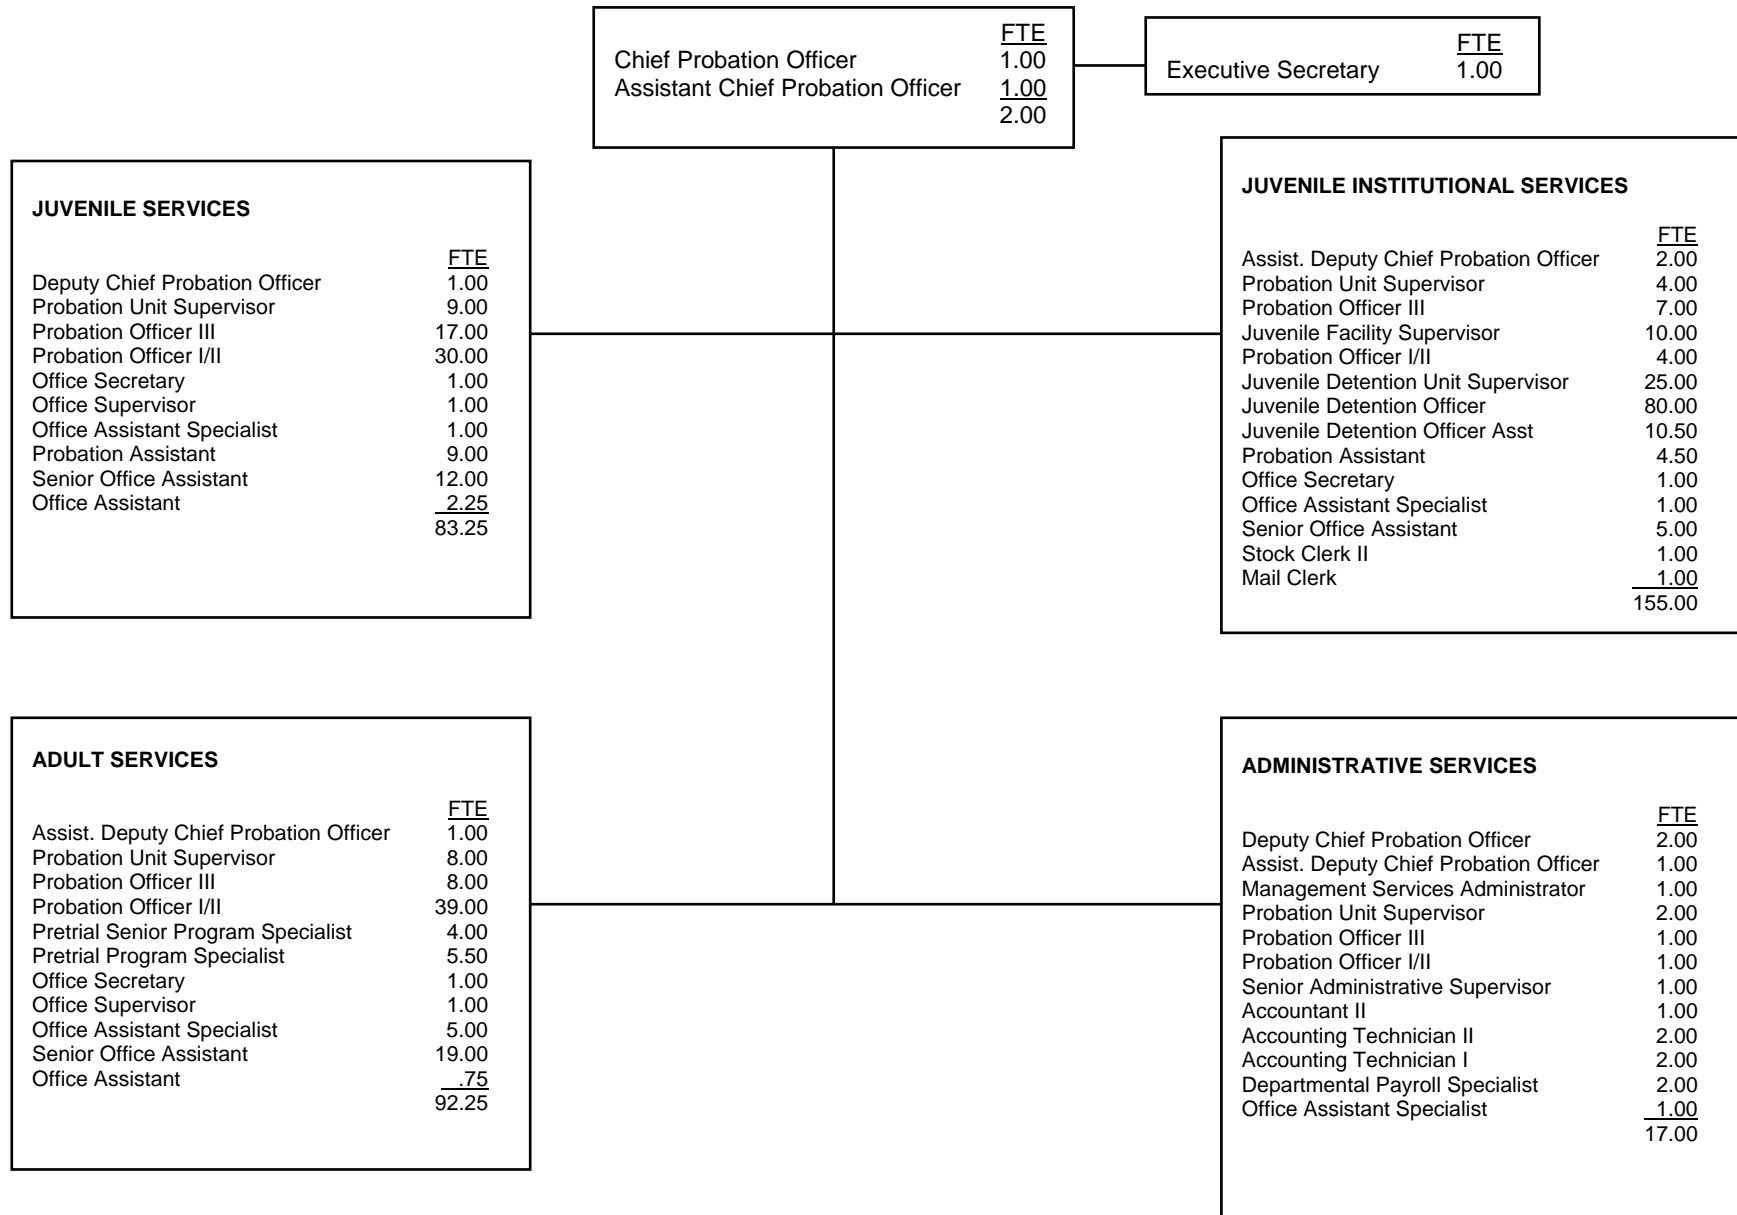 FTE
Chief Probation Officer 1.00
Assistant Chief Probation Officer 1.00
2.00
FTE
Executive Secretary 1.00
JUVENILE SERVICES
FTE
Deputy Chief Probation Officer 1.00
Probation Unit Supervisor 9.00
Probation Officer III 17.00
Probation Officer I/II 30.00
Office Secretary 1.00
Office Supervisor 1.00
Office Assistant Specialist 1.00
Probation Assistant 9.00
Senior Office Assistant 12.00
Office Assistant 2.25
83.25
JUVENILE INSTITUTIONAL SERVICES
FTE
Assist. Deputy Chief Probation Officer 2.00
Probation Unit Supervisor 4.00
Probation Officer III 7.00
Juvenile Facility Supervisor 10.00
Probation Officer I/II 4.00
Juvenile Detention Unit Supervisor 25.00
Juvenile Detention Officer 80.00
Juvenile Detention Officer Asst 10.50
Probation Assistant 4.50
Office Secretary 1.00
Office Assistant Specialist 1.00
Senior Office Assistant 5.00
Stock Clerk II 1.00
Mail Clerk 1.00
155.00
ADULT SERVICES
FTE
Assist. Deputy Chief Probation Officer 1.00
Probation Unit Supervisor 8.00
Probation Officer III 8.00
Probation Officer I/II 39.00
Pretrial Senior Program Specialist 4.00
Pretrial Program Specialist 5.50
Office Secretary 1.00
Office Supervisor 1.00
Office Assistant Specialist 5.00
Senior Office Assistant 19.00
Office Assistant .75
92.25
ADMINISTRATIVE SERVICES
FTE
Deputy Chief Probation Officer 2.00
Assist. Deputy Chief Probation Officer 1.00
Management Services Administrator 1.00
Probation Unit Supervisor 2.00
Probation Officer III 1.00
Probation Officer I/II 1.00
Senior Administrative Supervisor 1.00
Accountant II 1.00
Accounting Technician II 2.00
Accounting Technician I 2.00
Departmental Payroll Specialist 2.00
Office Assistant Specialist 1.00
17.00